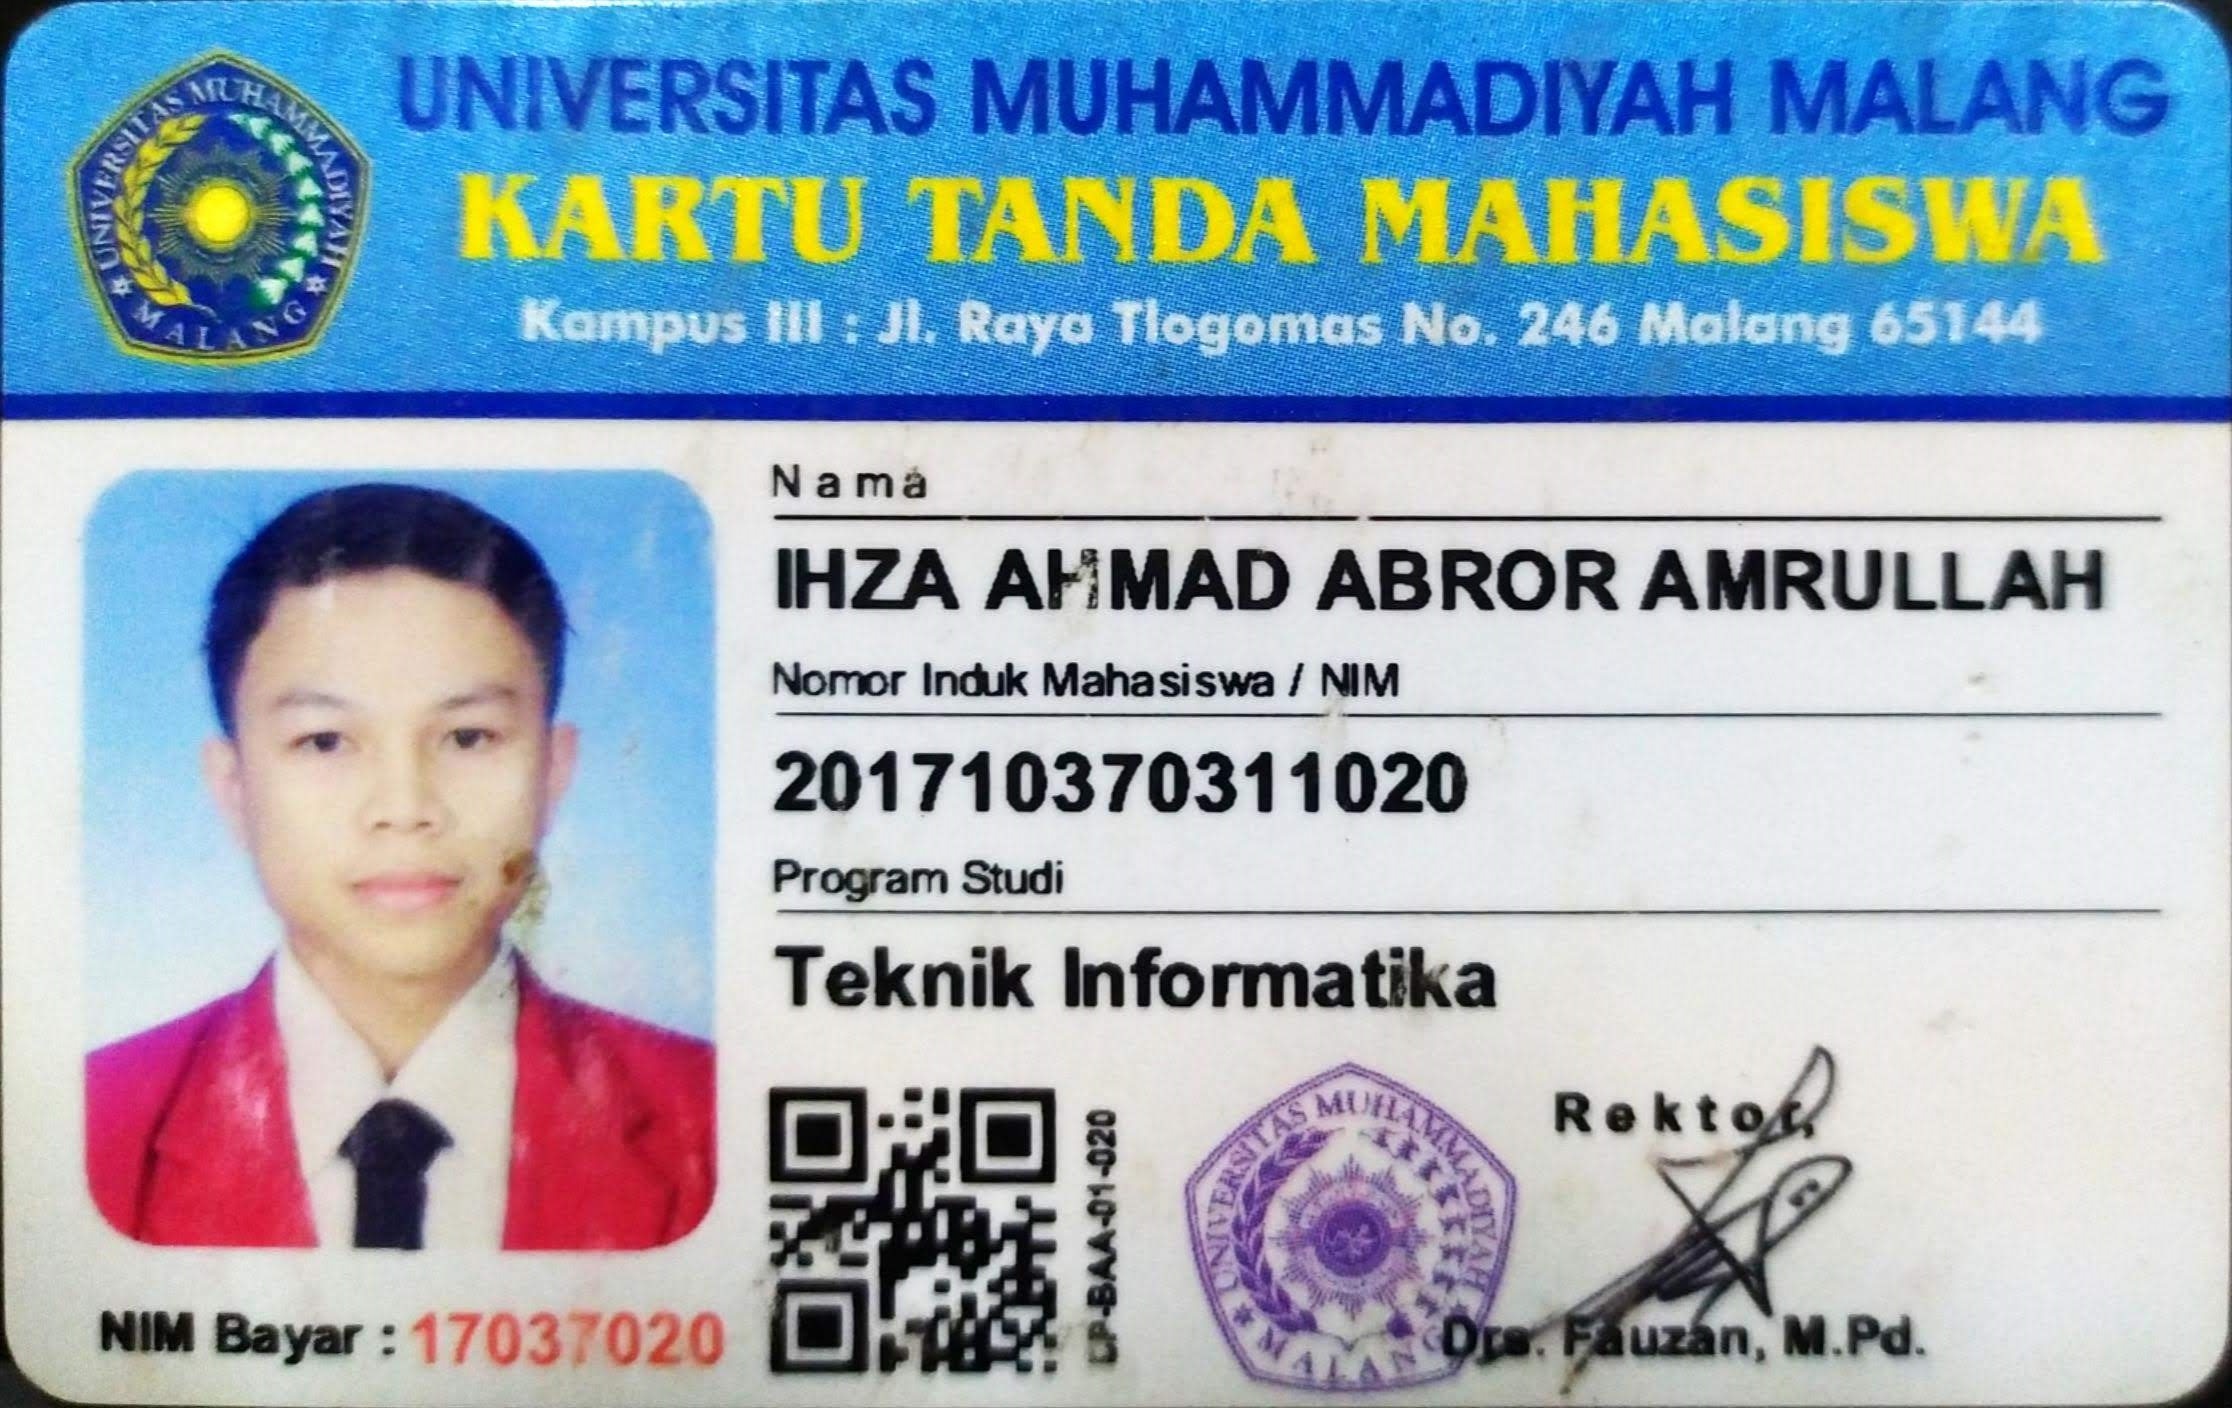 UNIVERSITAS MUHAMMADIYAH MALANG
KARTU TANDA MAHASISWA
Kampus III : Jl. Raya Tlogomas No. 246 Malang 65144
UNIVERSITAS MUHAMMADIYAH
MALANG
Nama
IHZA AHMAD ABROR AMRULLAH
Nomor Induk Mahasiswa / NIM
201710370311020
Program Studi
Teknik Informatika
NIM Bayar : 17037020
CP-BAA-01-020
UNIVERSITAS MUHAMMADIYAH
MALANG
Rektor,
Drs. Fauzan, M.Pd.